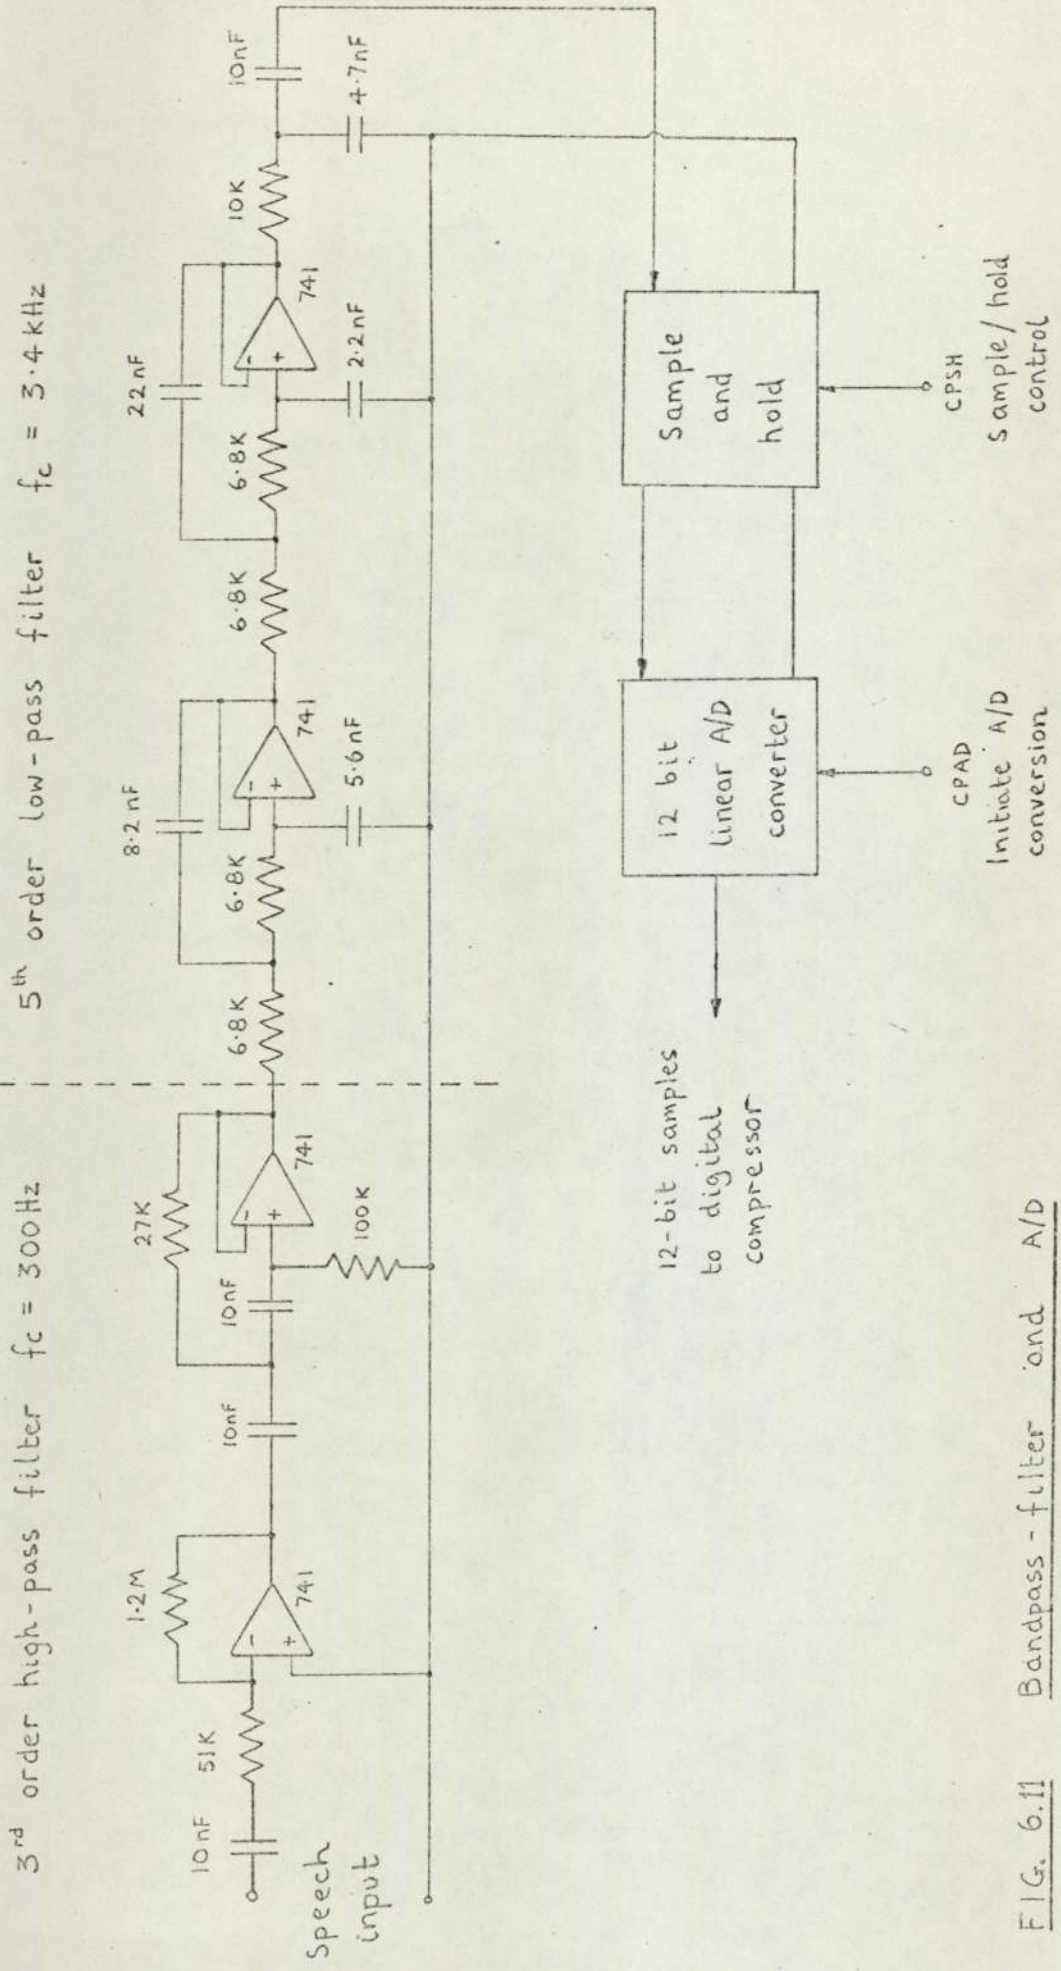 3rd order high-pass filter fc = 300Hz
5th order low-pass filter fc = 3.4 kHz
1.2M
27K
8.2nF
22nF
10nF
51K
741
10nF
10nF
741
6.8K
6.8K
741
6.8K
6.8K
741
10K
10nF
100K
5.6nF
2.2nF
4.7nF
-
+
-
+
-
+
-
+
Speech
input
12-bit samples
to digital
compressor
12 bit
linear A/D
converter
Sample
and
hold
CPAD
Initiate A/D
conversion
CPSH
Sample/hold
control
FIG. 6.11 Bandpass-filter and A/D